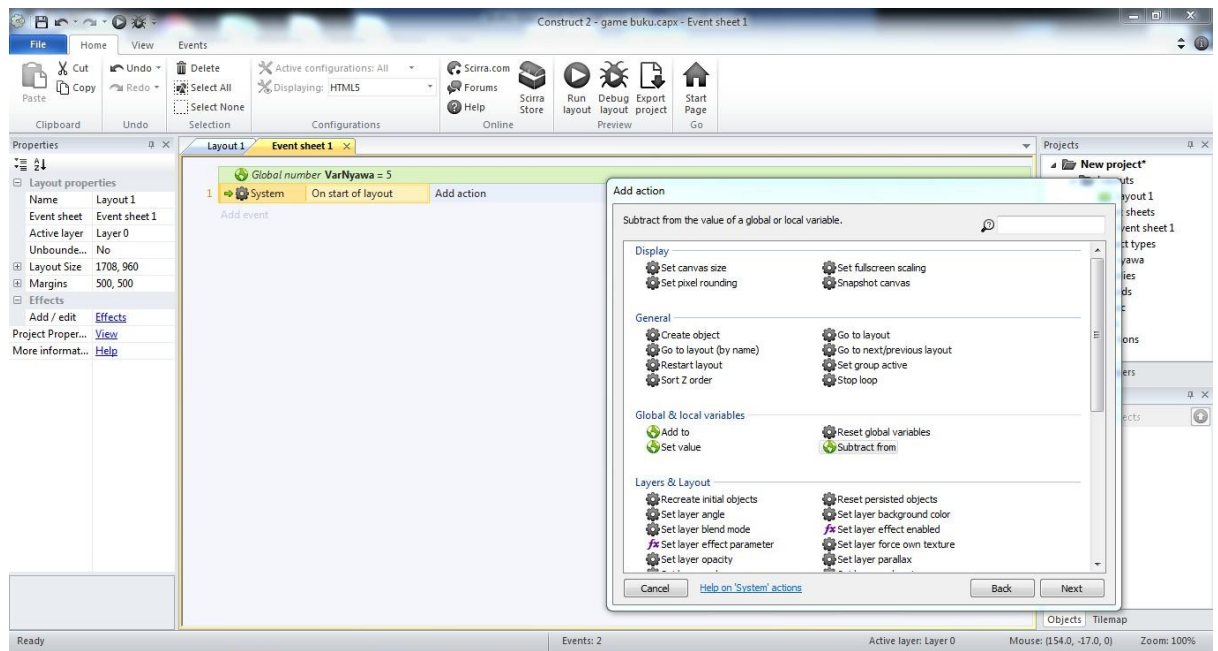 Construct 2 - game buku.capx - Event sheet 1
File Home View Events
Paste
Cut
Copy
Clipboard
Undo
Redo
Undo
Delete
Select All
Select None
Selection
Active configurations: All
Displaying: HTML5
Configurations
Scirra.com
Forums
Help
Scirra Store
Online
Run layout
Debug layout
Export project
Preview
Start Page
Go
Properties
Layout properties
Name Layout 1
Event sheet Event sheet 1
Active layer Layer 0
Unbounde... No
Layout Size 1708, 960
Margins 500, 500
Effects
Add / edit Effects
Project Proper... View
More informat... Help
Layout 1 Event sheet 1
Global number VarNyawa = 5
1 System On start of layout Add action
Add event
Add action
Subtract from the value of a global or local variable.
Display
Set canvas size Set fullscreen scaling
Set pixel rounding Snapshot canvas
General
Create object Go to layout
Go to layout (by name) Go to next/previous layout
Restart layout Set group active
Sort Z order Stop loop
Global & local variables
Add to Reset global variables
Set value Subtract from
Layers & Layout
Recreate initial objects Reset persisted objects
Set layer angle Set layer background color
Set layer blend mode Set layer effect enabled
Set layer effect parameter Set layer force own texture
Set layer opacity Set layer parallax
Cancel Help on 'System' actions Back Next
Projects
New project*
uts
ayout 1
t sheets
vent sheet 1
ct types
yawa
ies
ds
c
ons
ers
ects
Objects Tilemap
Ready Events: 2 Active layer: Layer 0 Mouse: (154.0, -17.0, 0) Zoom: 100%